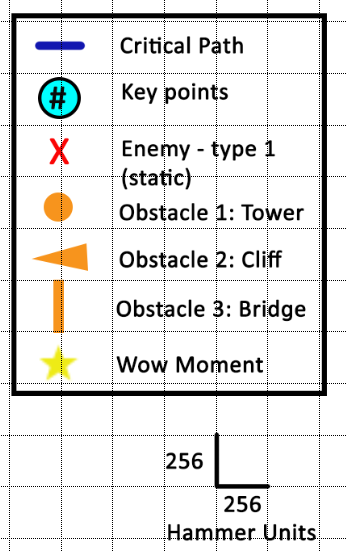 Critical Path
#
Key points
X
Enemy - type 1
(static)
Obstacle 1: Tower
Obstacle 2: Cliff
Obstacle 3: Bridge
Wow Moment
256
256
Hammer Units